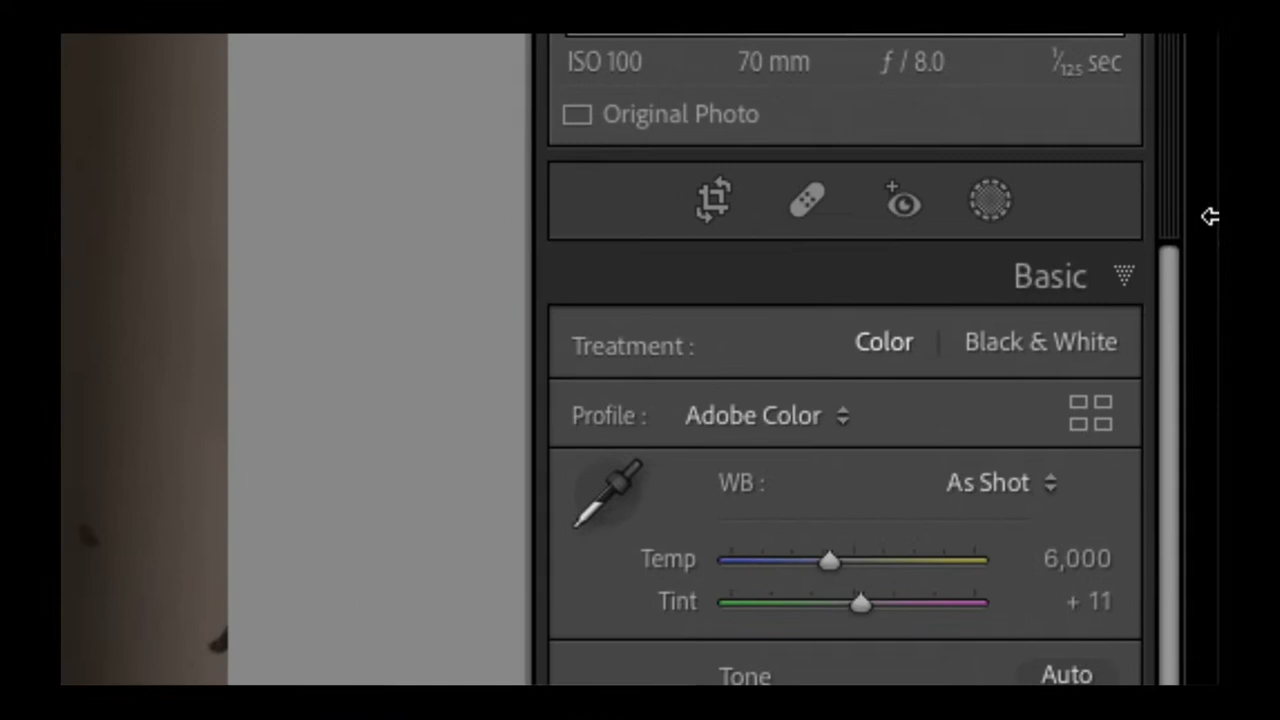 ISO 100 70 mm ƒ / 8.0 1/125 sec
Original Photo
Basic
Treatment : Color | Black & White
Profile : Adobe Color
WB : As Shot
Temp 6,000
Tint + 11
Tone Auto